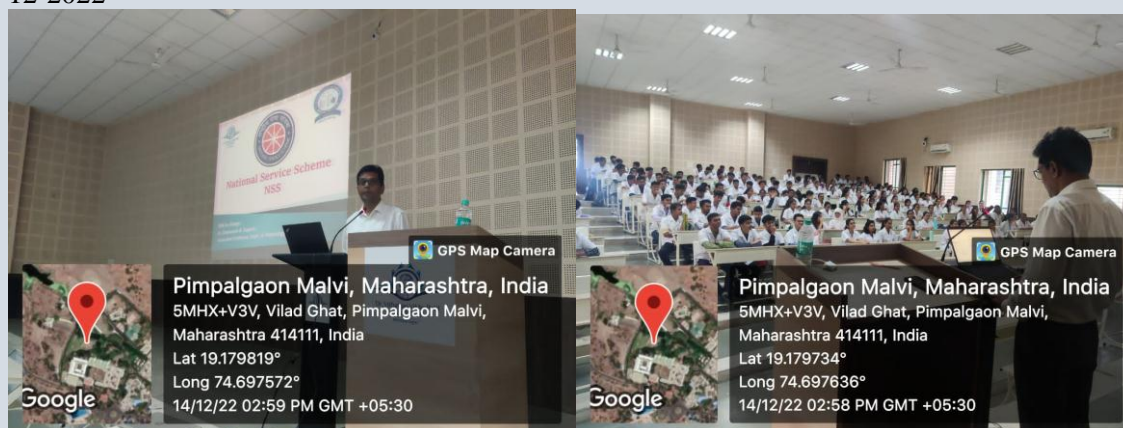 12-2022
National Service Scheme
NSS
GPS Map Camera
Pimpalgaon Malvi, Maharashtra, India
5MHX+V3V, Vilad Ghat, Pimpalgaon Malvi,
Maharashtra 414111, India
Lat 19.179819°
Long 74.697572°
14/12/22 02:59 PM GMT +05:30
Google
GPS Map Camera
Pimpalgaon Malvi, Maharashtra, India
5MHX+V3V, Vilad Ghat, Pimpalgaon Malvi,
Maharashtra 414111, India
Lat 19.179734°
Long 74.697636°
14/12/22 02:58 PM GMT +05:30
Google